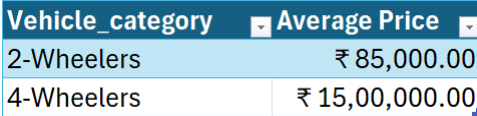 Vehicle_category Average Price
2-Wheelers ₹ 85,000.00
4-Wheelers ₹ 15,00,000.00